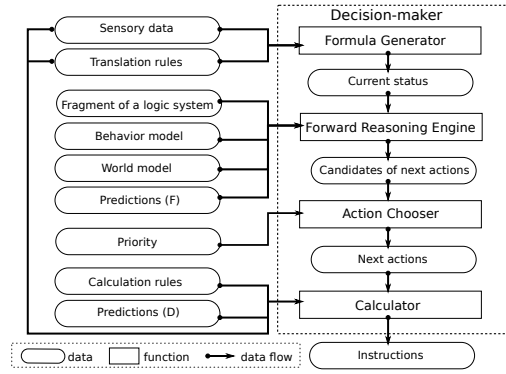 Decision-maker
Sensory data
Formula Generator
Translation rules
Current status
Fragment of a logic system
Forward Reasoning Engine
Behavior model
World model
Candidates of next actions
Predictions (F)
Action Chooser
Priority
Next actions
Calculation rules
Calculator
Predictions (D)
data
function
data flow
Instructions